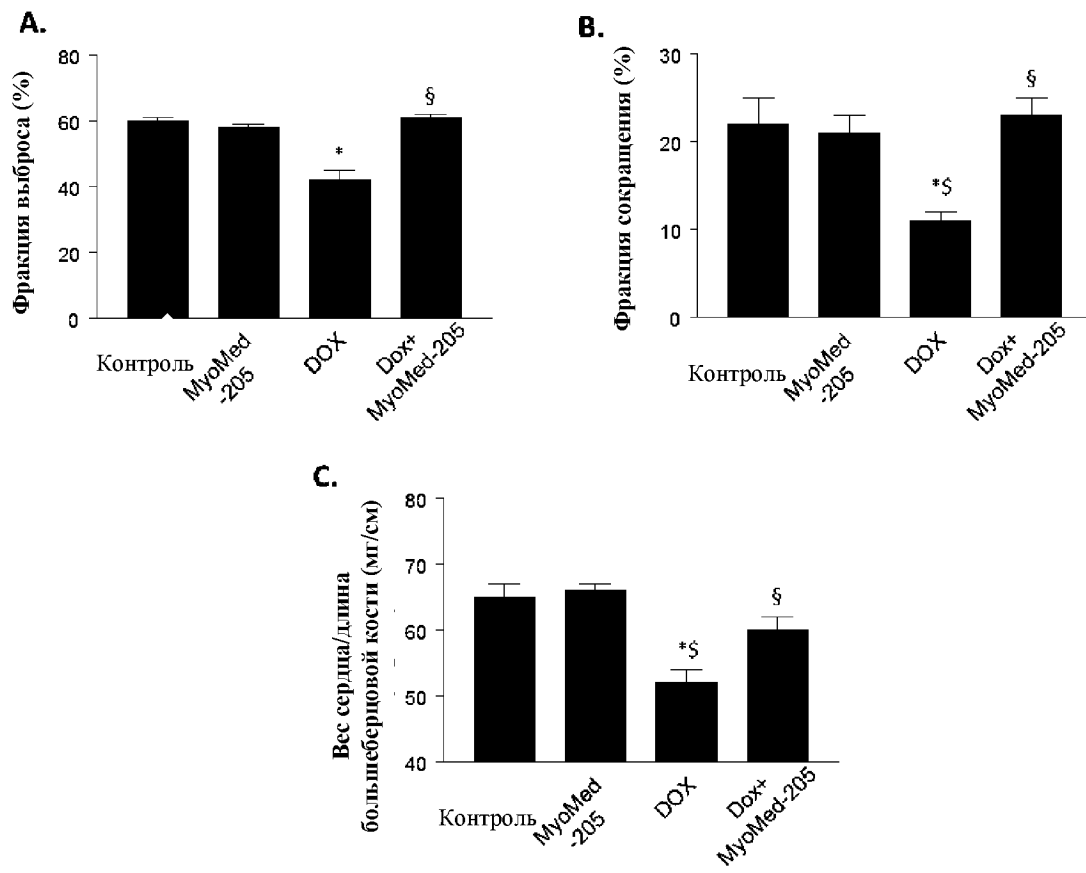 A.
Фракция выброса (%)
80
60
40
20
0
*
§
Контроль
MyoMed
-205
DOX
Dox+
MyoMed-205
B.
Фракция сокращения (%)
30
20
10
0
*$
§
Контроль
MyoMed
-205
DOX
Dox+
MyoMed-205
C.
Вес сердца/длина
большеберцовой кости (мг/см)
80
70
60
50
40
*$
§
Контроль
MyoMed
-205
DOX
Dox+
MyoMed-205